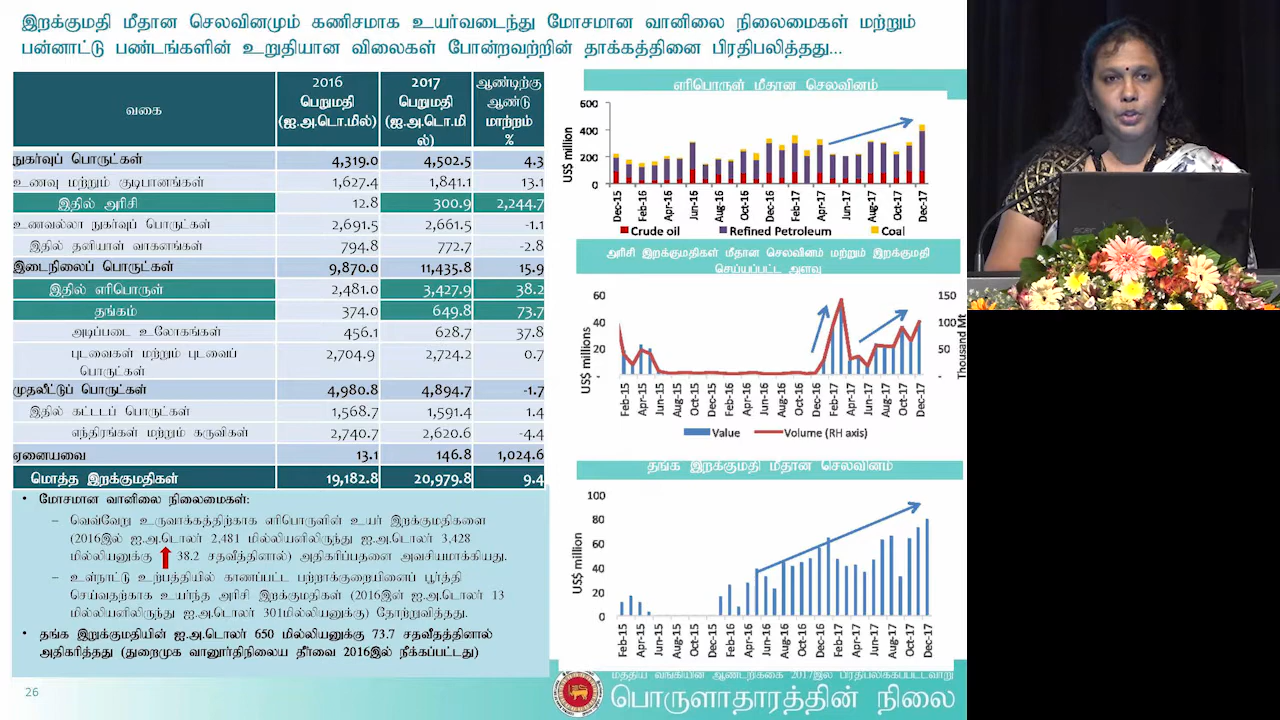 இறக்குமதி மீதான செலவினமும் கணிசமாக உயர்வடைந்து மோசமான வானிலை நிலைமைகள் மற்றும்
பன்னாட்டு பண்டங்களின் உறுதியான விலைகள் போன்றவற்றின் தாக்கத்தினை பிரதிபலித்தது...
வகை
2016
பெறுமதி
(ஐ.அ.டொ.மில்)
2017
பெறுமதி
(ஐ.அ.டொ.மி
ல்)
ஆண்டிற்கு
ஆண்டு
மாற்றம்
%
நுகர்வுப் பொருட்கள் 4,319.0 4,502.5 4.3
உணவு மற்றும் குடிபானங்கள் 1,627.4 1,841.1 13.1
இதில் அரிசி 12.8 300.9 2,244.7
உணவல்லா நுகர்வுப் பொருட்கள் 2,691.5 2,661.5 -1.1
இதில் தனியாள் வாகனங்கள் 794.8 772.7 -2.8
இடைநிலைப் பொருட்கள் 9,870.0 11,435.8 15.9
இதில் எரிபொருள் 2,481.0 3,427.9 38.2
தங்கம் 374.0 649.8 73.7
அடிப்படை உலோகங்கள் 456.1 628.7 37.8
புடவைகள் மற்றும் புடவைப்
பொருட்கள் 2,704.9 2,724.2 0.7
முதலீட்டுப் பொருட்கள் 4,980.8 4,894.7 -1.7
இதில் கட்டடப் பொருட்கள் 1,568.7 1,591.4 1.4
எந்திரங்கள் மற்றும் கருவிகள் 2,740.7 2,620.6 -4.4
ஏனையவை 13.1 146.8 1,024.6
மொத்த இறக்குமதிகள் 19,182.8 20,979.8 9.4
• மோசமான வானிலை நிலைமைகள்:
– வெவ்வேறு உருவாக்கத்திற்காக எரிபொருளின் உயர் இறக்குமதிகளை
(2016இல் ஐ.அ.டொலர் 2,481 மில்லியனிலிருந்து ஐ.அ.டொலர் 3,428
மில்லியனுக்கு 38.2 சதவீத்தினால்) அதிகரிப்பதனை அவசியமாக்கியது.
– உள்நாட்டு உற்பத்தியில் காணப்பட்ட பற்றாக்குறையினைப் பூர்த்தி
செய்வதற்காக உயர்ந்த அரிசி இறக்குமதிகள் (2016இன் ஐ.அ.டொலர் 13
மில்லியனிலிருந்து ஐ.அ.டொலர் 301மில்லியனுக்கு) தோற்றுவித்தது.
• தங்க இறுக்குமதியின் ஐ.அ.டொலர் 650 மில்லியனுக்கு 73.7 சதவீதத்தினால்
அதிகரித்தது (துறைமுக வானூர்திநிலைய தீர்வை 2016இல் நீக்கப்பட்டது)
26
எரிபொருள் மீதான செலவினம்
US$ million
600
400
200
0
Dec-15 Feb-16 Apr-16 Jun-16 Aug-16 Oct-16 Dec-16 Feb-17 Apr-17 Jun-17 Aug-17 Oct-17 Dec-17
Crude oil Refined Petroleum Coal
அரிசி இறக்குமதிகள் மீதான செலவினம் மற்றும் இறக்குமதி
செய்யப்பட்ட அளவு
US$ millions
60
40
20
-
150
100
50
-
Thousand Mt
Feb-15 Apr-15 Jun-15 Aug-15 Oct-15 Dec-15 Feb-16 Apr-16 Jun-16 Aug-16 Oct-16 Dec-16 Feb-17 Apr-17 Jun-17 Aug-17 Oct-17 Dec-17
Value Volume (RH axis)
தங்க இறக்குமதி மீதான செலவினம்
US$ million
100
80
60
40
20
0
Feb-15 Apr-15 Jun-15 Aug-15 Oct-15 Dec-15 Feb-16 Apr-16 Jun-16 Aug-16 Oct-16 Dec-16 Feb-17 Apr-17 Jun-17 Aug-17 Oct-17 Dec-17
மத்திய வங்கியின் ஆண்டறிக்கை 2017இல் பிரதிபலிக்கப்பட்டவாறு
பொருளாதாரத்தின் நிலை